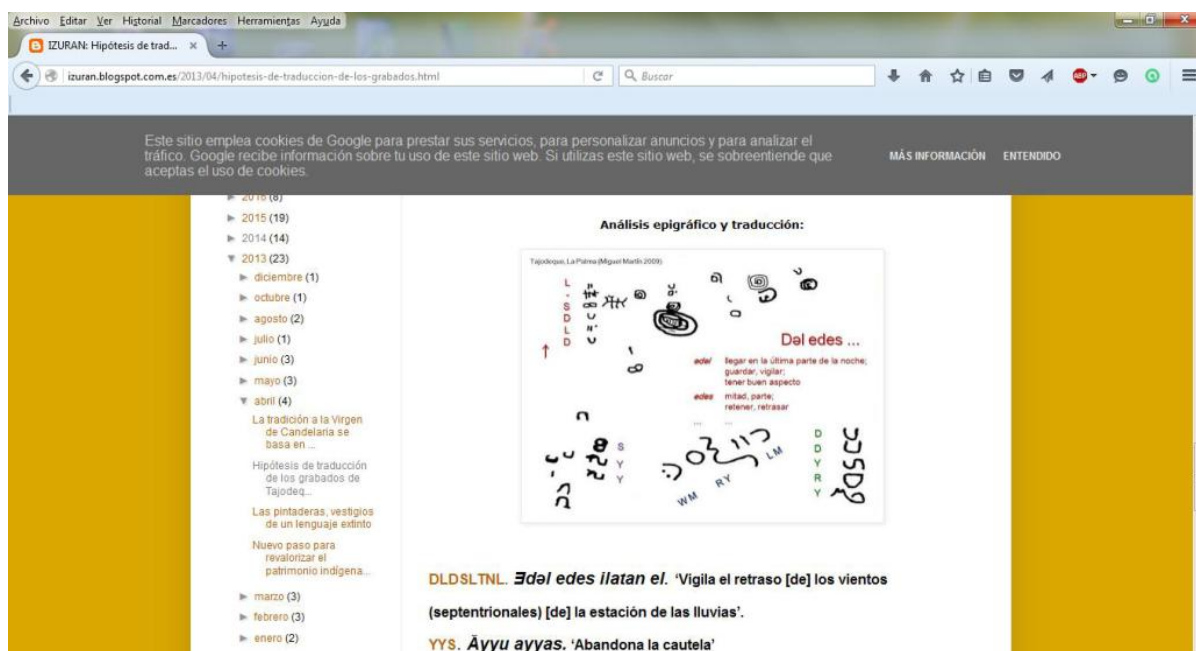 Archivo Editar Ver Historial Marcadores Herramientas Ayuda
IZURAN: Hipótesis de trad...
izuran.blogspot.com.es/2013/04/hipotesis-de-traduccion-de-los-grabados.html
Buscar
ABP
Este sitio emplea cookies de Google para prestar sus servicios, para personalizar anuncios y para analizar el
tráfico. Google recibe información sobre tu uso de este sitio web. Si utilizas este sitio web, se sobreentiende que
aceptas el uso de cookies.
MÁS INFORMACIÓN ENTENDIDO
2016 (8)
2015 (19)
2014 (14)
2013 (23)
diciembre (1)
octubre (1)
agosto (2)
julio (1)
junio (3)
mayo (3)
abril (4)
La tradición a la Virgen
de Candelaria se
basa en ...
Hipótesis de traducción
de los grabados de
Tajodeq...
Las pintaderas, vestigios
de un lenguaje extinto
Nuevo paso para
revalorizar el
patrimonio indígena...
marzo (3)
febrero (3)
enero (2)
Análisis epigráfico y traducción:
Tajodeque, La Palma (Miguel Martín 2009)
L
S
D
L
D
Dəl edes ...
edəl llegar en la última parte de la noche;
guardar, vigilar;
tener buen aspecto
edes mitad, parte;
retener, retrasar
... ...
S
Y
Y
WM
RY
LM
D
D
Y
R
Y
DLDSLTNL. Ǝdəl edes ilatan el. ‘Vigila el retraso [de] los vientos
(septentrionales) [de] la estación de las lluvias’.
YYS. Ăyyu ayyas. ‘Abandona la cautela’